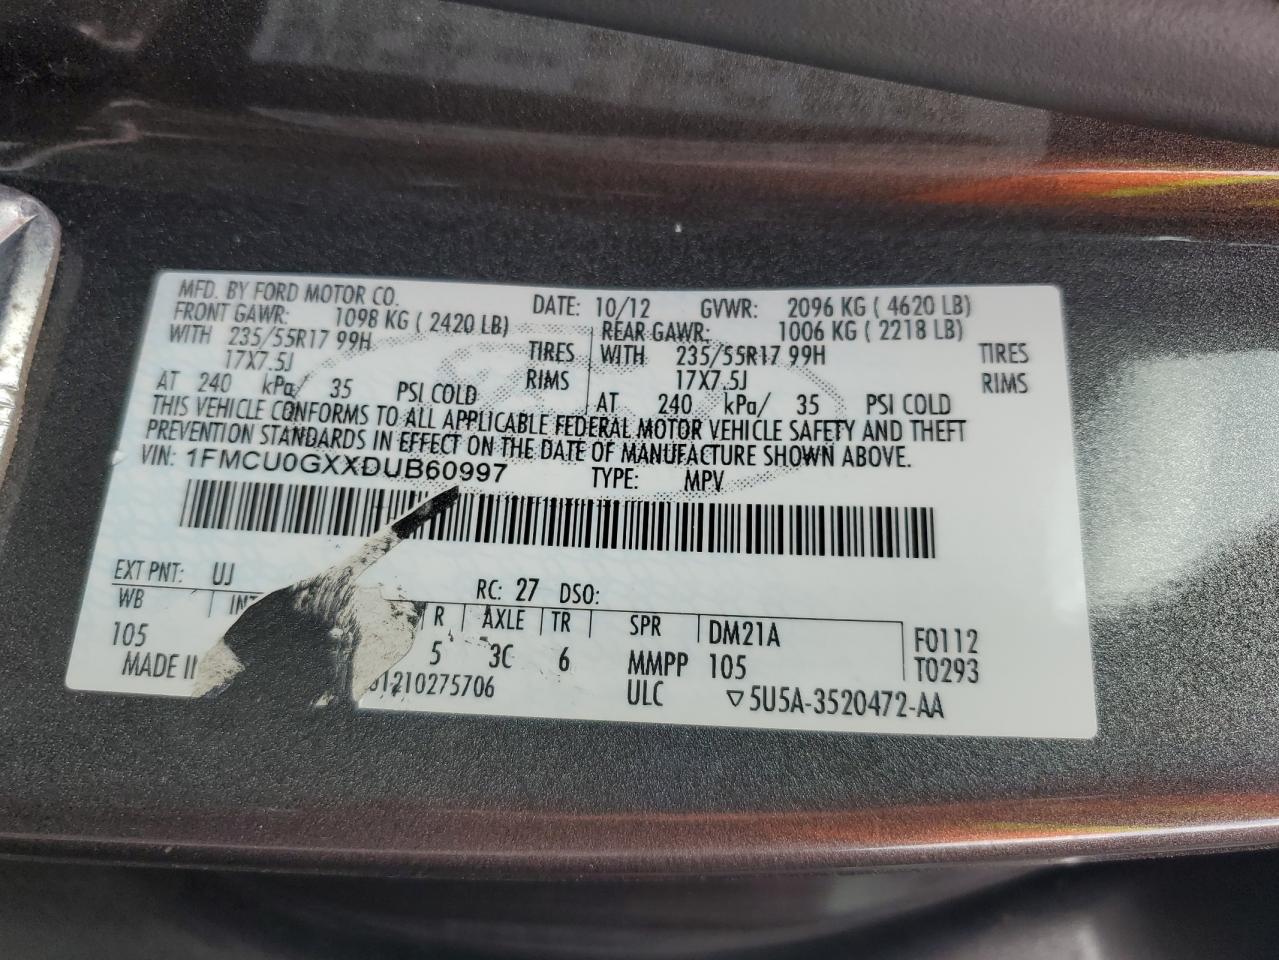 MFD. BY FORD MOTOR CO. DATE: 10/12 GVWR: 2096 KG ( 4620 LB)
FRONT GAWR: 1098 KG ( 2420 LB) REAR GAWR: 1006 KG ( 2218 LB)
WITH 235/55R17 99H TIRES WITH 235/55R17 99H TIRES
17X7.5J RIMS 17X7.5J RIMS
AT 240 kPa/ 35 PSI COLD AT 240 kPa/ 35 PSI COLD
THIS VEHICLE CONFORMS TO ALL APPLICABLE FEDERAL MOTOR VEHICLE SAFETY AND THEFT
PREVENTION STANDARDS IN EFFECT ON THE DATE OF MANUFACTURE SHOWN ABOVE.
VIN: 1FMCU0GXXDUB60997 TYPE: MPV
EXT PNT: UJ RC: 27 DSO:
WB R AXLE TR SPR DM21A F0112
105 5 3C 6 MMPP 105 T0293
MADE 1210275706 ULC ▽5U5A-3520472-AA